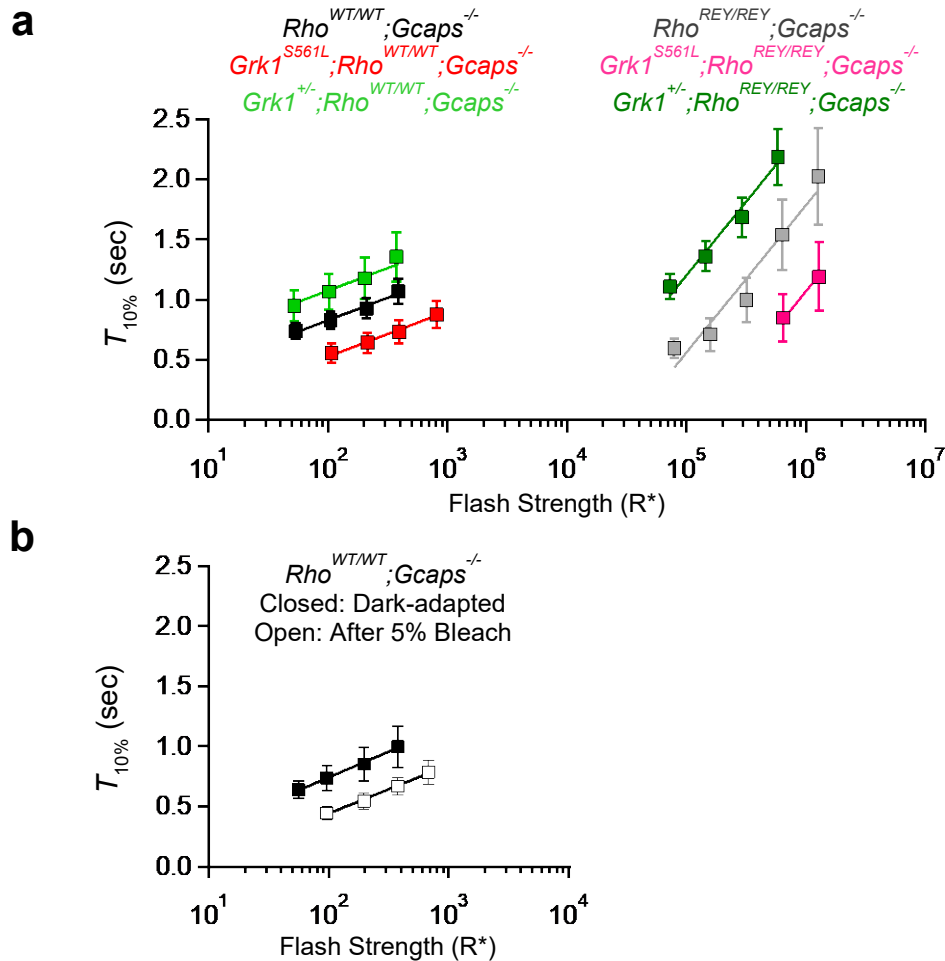 a
Rho^WT/WT;Gcaps^-/-
Grk1^S561L;Rho^WT/WT;Gcaps^-/-
Grk1^+/-;Rho^WT/WT;Gcaps^-/-
Rho^REY/REY;Gcaps^-/-
Grk1^S561L;Rho^REY/REY;Gcaps^-/-
Grk1^+/-;Rho^REY/REY;Gcaps^-/-
T10% (sec)
2.5
2.0
1.5
1.0
0.5
0.0
10^1 10^2 10^3 10^4 10^5 10^6 10^7
Flash Strength (R*)
b
Rho^WT/WT;Gcaps^-/-
Closed: Dark-adapted
Open: After 5% Bleach
T10% (sec)
2.5
2.0
1.5
1.0
0.5
0.0
10^1 10^2 10^3 10^4
Flash Strength (R*)